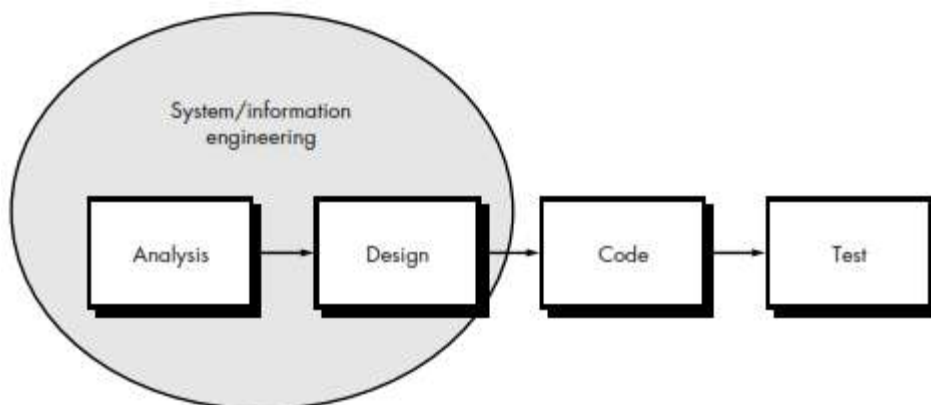 System/information
engineering
Analysis
Design
Code
Test